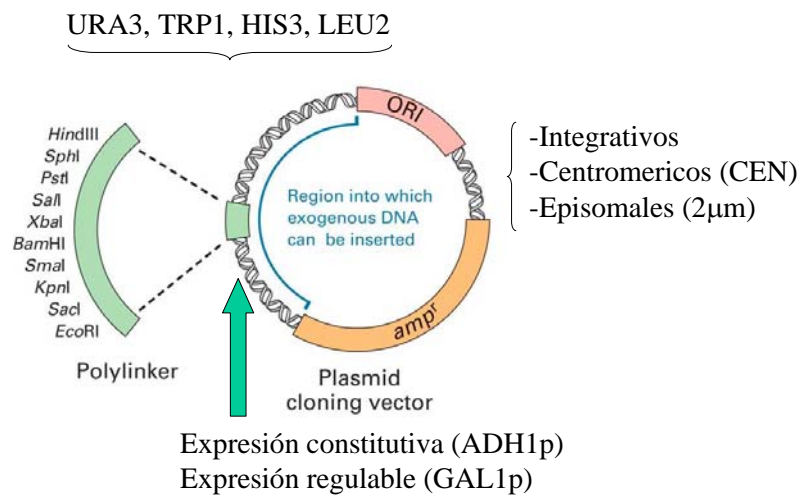 URA3, TRP1, HIS3, LEU2
ORI
HindIII
SphI
PstI
SalI
XbaI
BamHI
SmaI
KpnI
SacI
EcoRI
Polylinker
Region into which
exogenous DNA
can be inserted
ampr
Plasmid
cloning vector
-Integrativos
-Centromericos (CEN)
-Episomales (2μm)
Expresión constitutiva (ADH1p)
Expresión regulable (GAL1p)